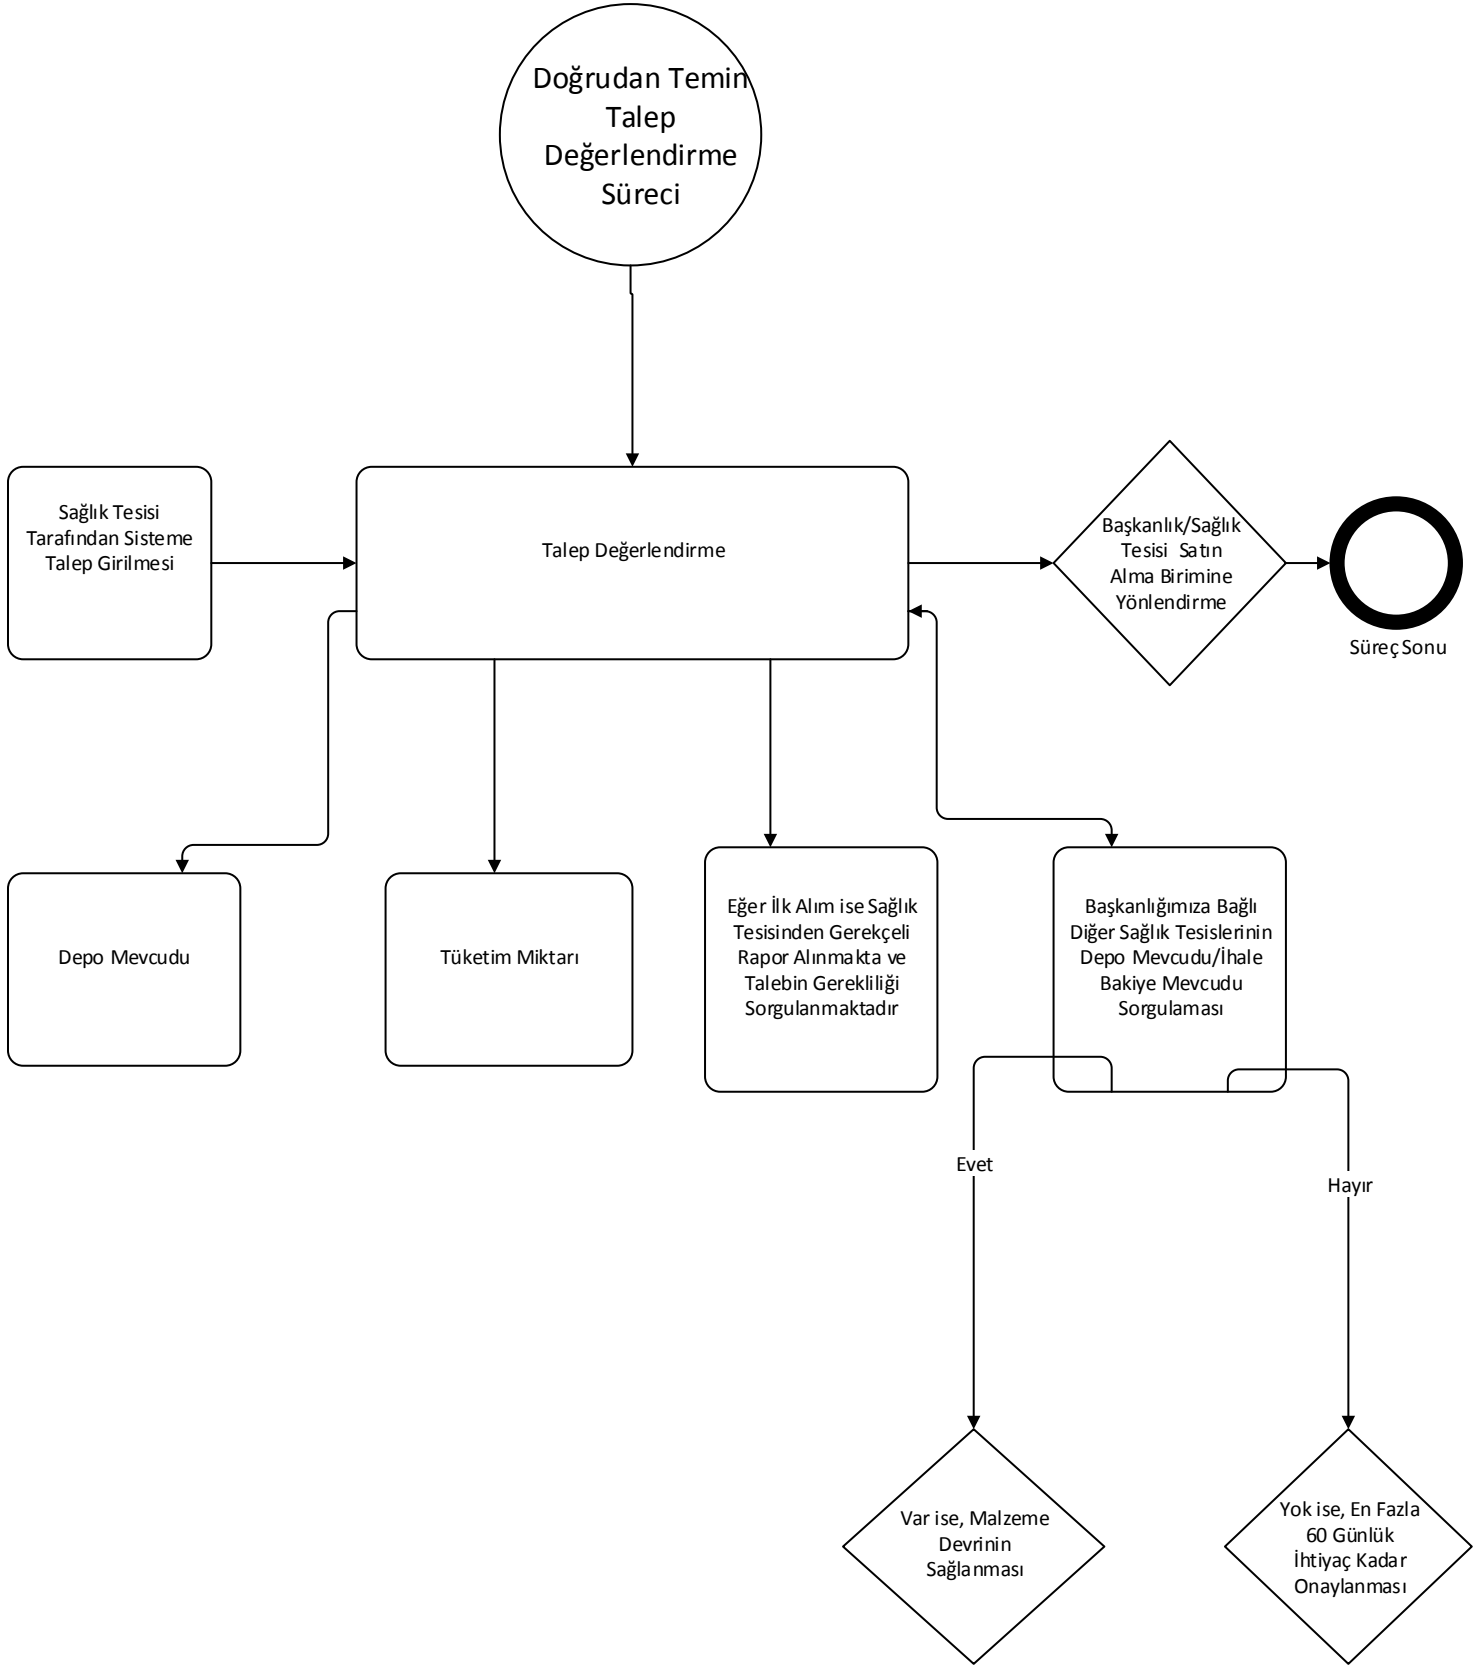 Doğrudan Temin
Talep
Değerlendirme
Süreci
Sağlık Tesisi
Tarafından Sisteme
Talep Girilmesi
Talep Değerlendirme
Başkanlık/Sağlık
Tesisi Satın
Alma Birimine
Yönlendirme
Süreç Sonu
Depo Mevcudu
Tüketim Miktarı
Eğer İlk Alım ise Sağlık
Tesisinden Gerekçeli
Rapor Alınmakta ve
Talebin Gerekliliği
Sorgulanmaktadır
Başkanlığımıza Bağlı
Diğer Sağlık Tesislerinin
Depo Mevcudu/İhale
Bakiye Mevcudu
Sorgulaması
Evet
Hayır
Var ise, Malzeme
Devrinin
Sağlanması
Yok ise, En Fazla
60 Günlük
İhtiyaç Kadar
Onaylanması